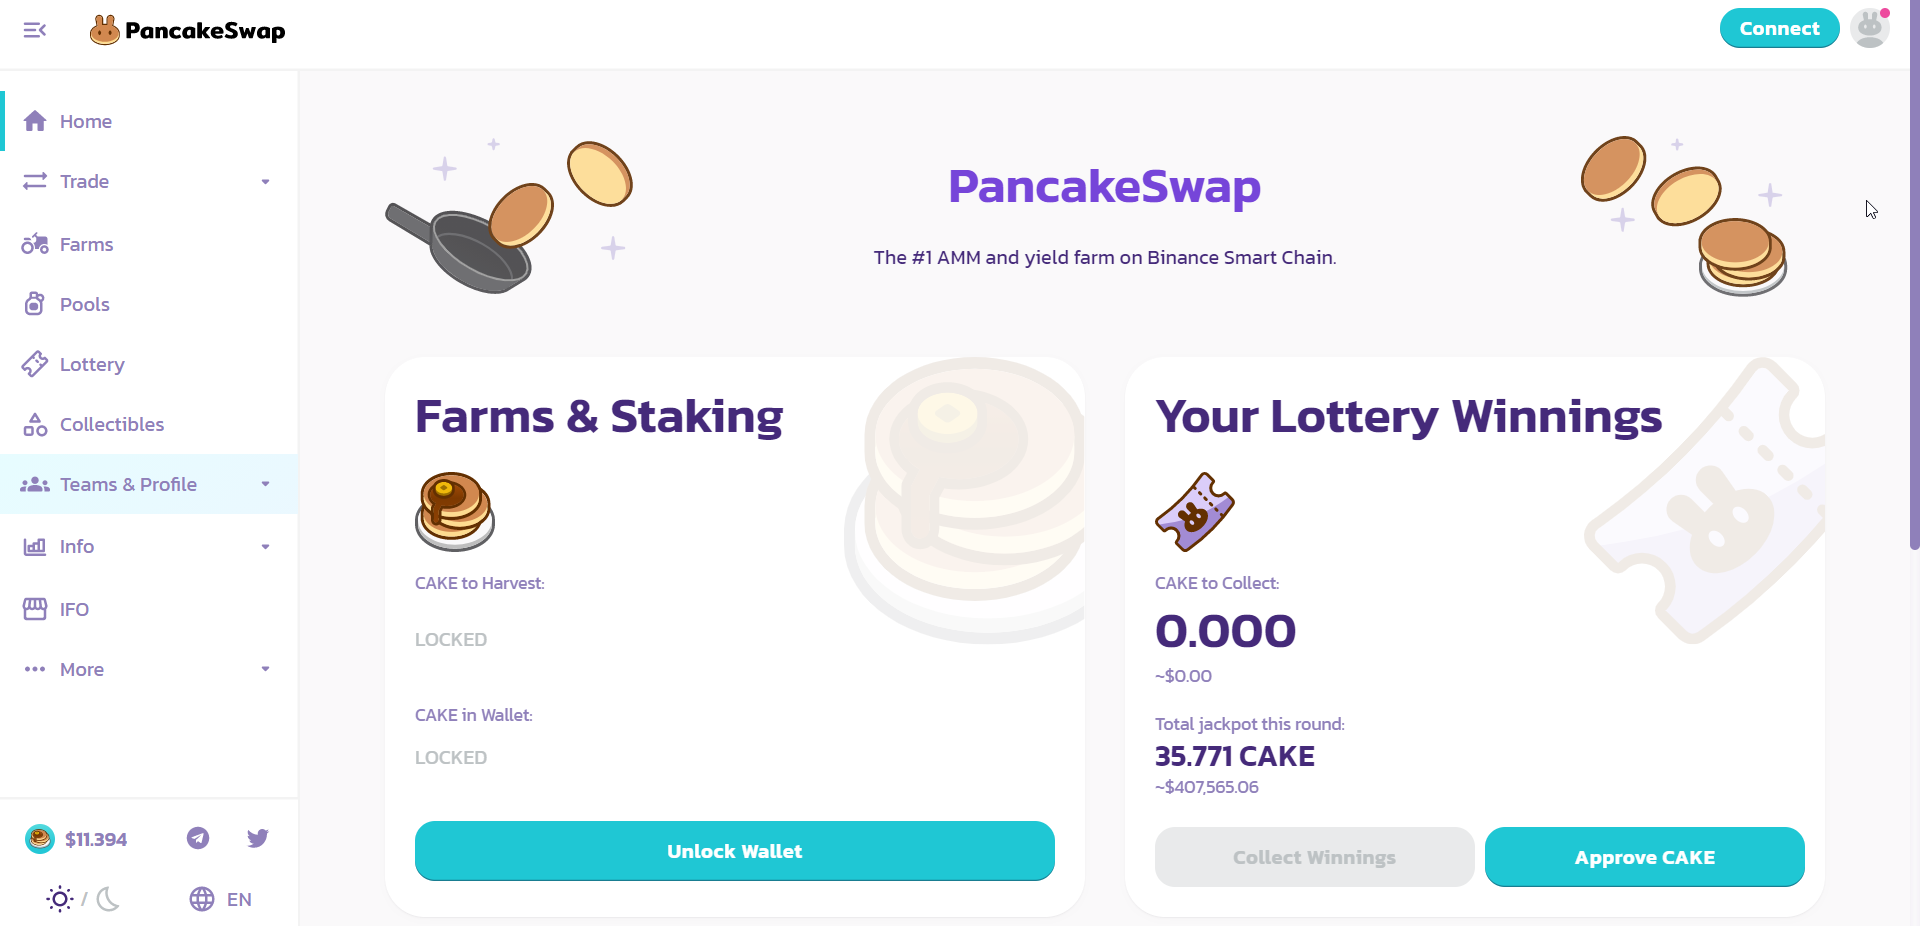 PancakeSwap
Connect
Home
Trade
Farms
Pools
Lottery
Collectibles
Teams & Profile
Info
IFO
More
$11.394
/
EN
PancakeSwap
The #1 AMM and yield farm on Binance Smart Chain.
Farms & Staking
CAKE to Harvest:
LOCKED
CAKE in Wallet:
LOCKED
Unlock Wallet
Your Lottery Winnings
CAKE to Collect:
0.000
~$0.00
Total jackpot this round:
35.771 CAKE
~$407,565.06
Collect Winnings
Approve CAKE